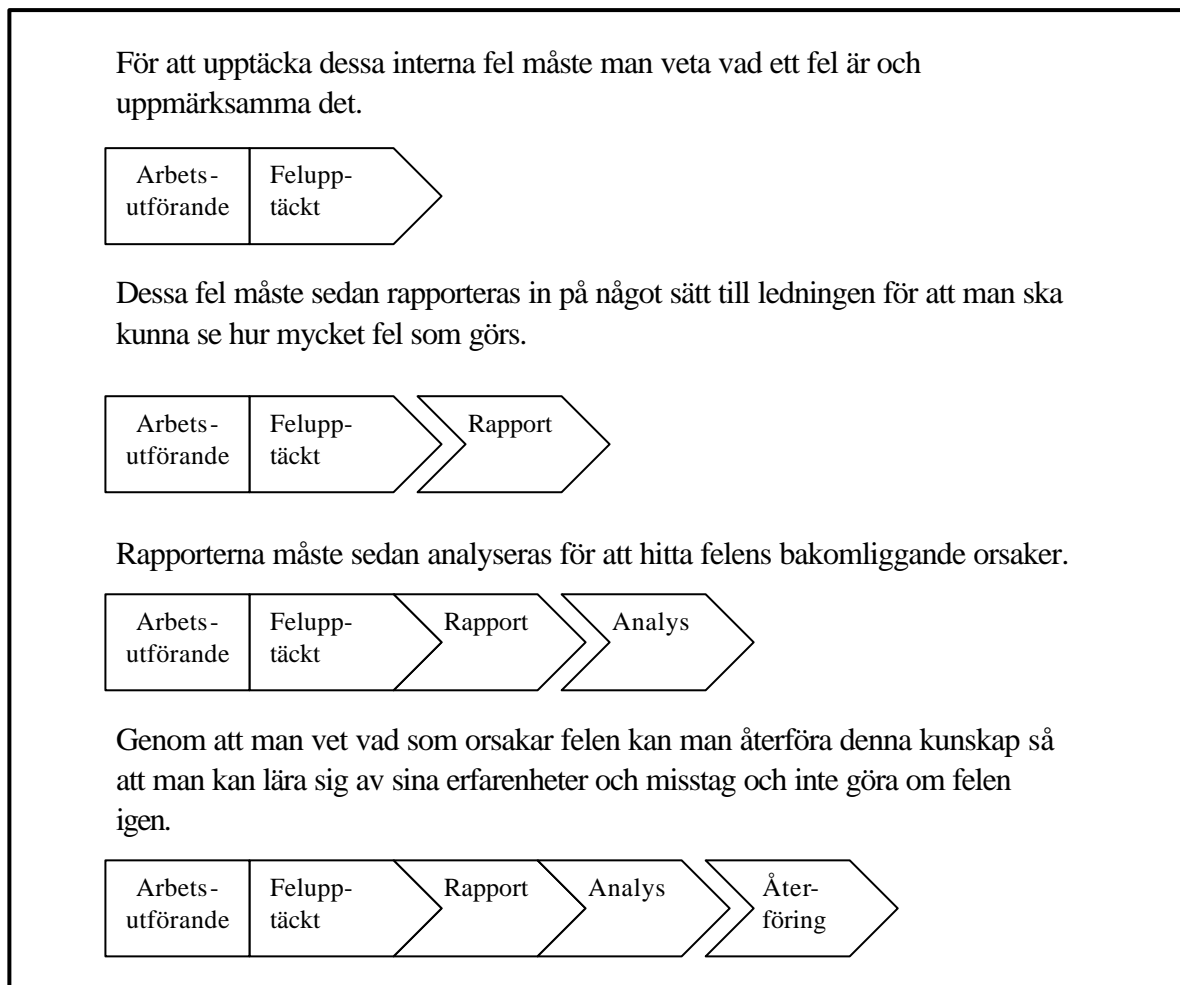 För att upptäcka dessa interna fel måste man veta vad ett fel är och
uppmärksamma det.
Arbets-
utförande
Felupp-
täckt
Dessa fel måste sedan rapporteras in på något sätt till ledningen för att man ska
kunna se hur mycket fel som görs.
Arbets-
utförande
Felupp-
täckt
Rapport
Rapporterna måste sedan analyseras för att hitta felens bakomliggande orsaker.
Arbets-
utförande
Felupp-
täckt
Rapport
Analys
Genom att man vet vad som orsakar felen kan man återföra denna kunskap så
att man kan lära sig av sina erfarenheter och misstag och inte göra om felen
igen.
Arbets-
utförande
Felupp-
täckt
Rapport
Analys
Åter-
föring